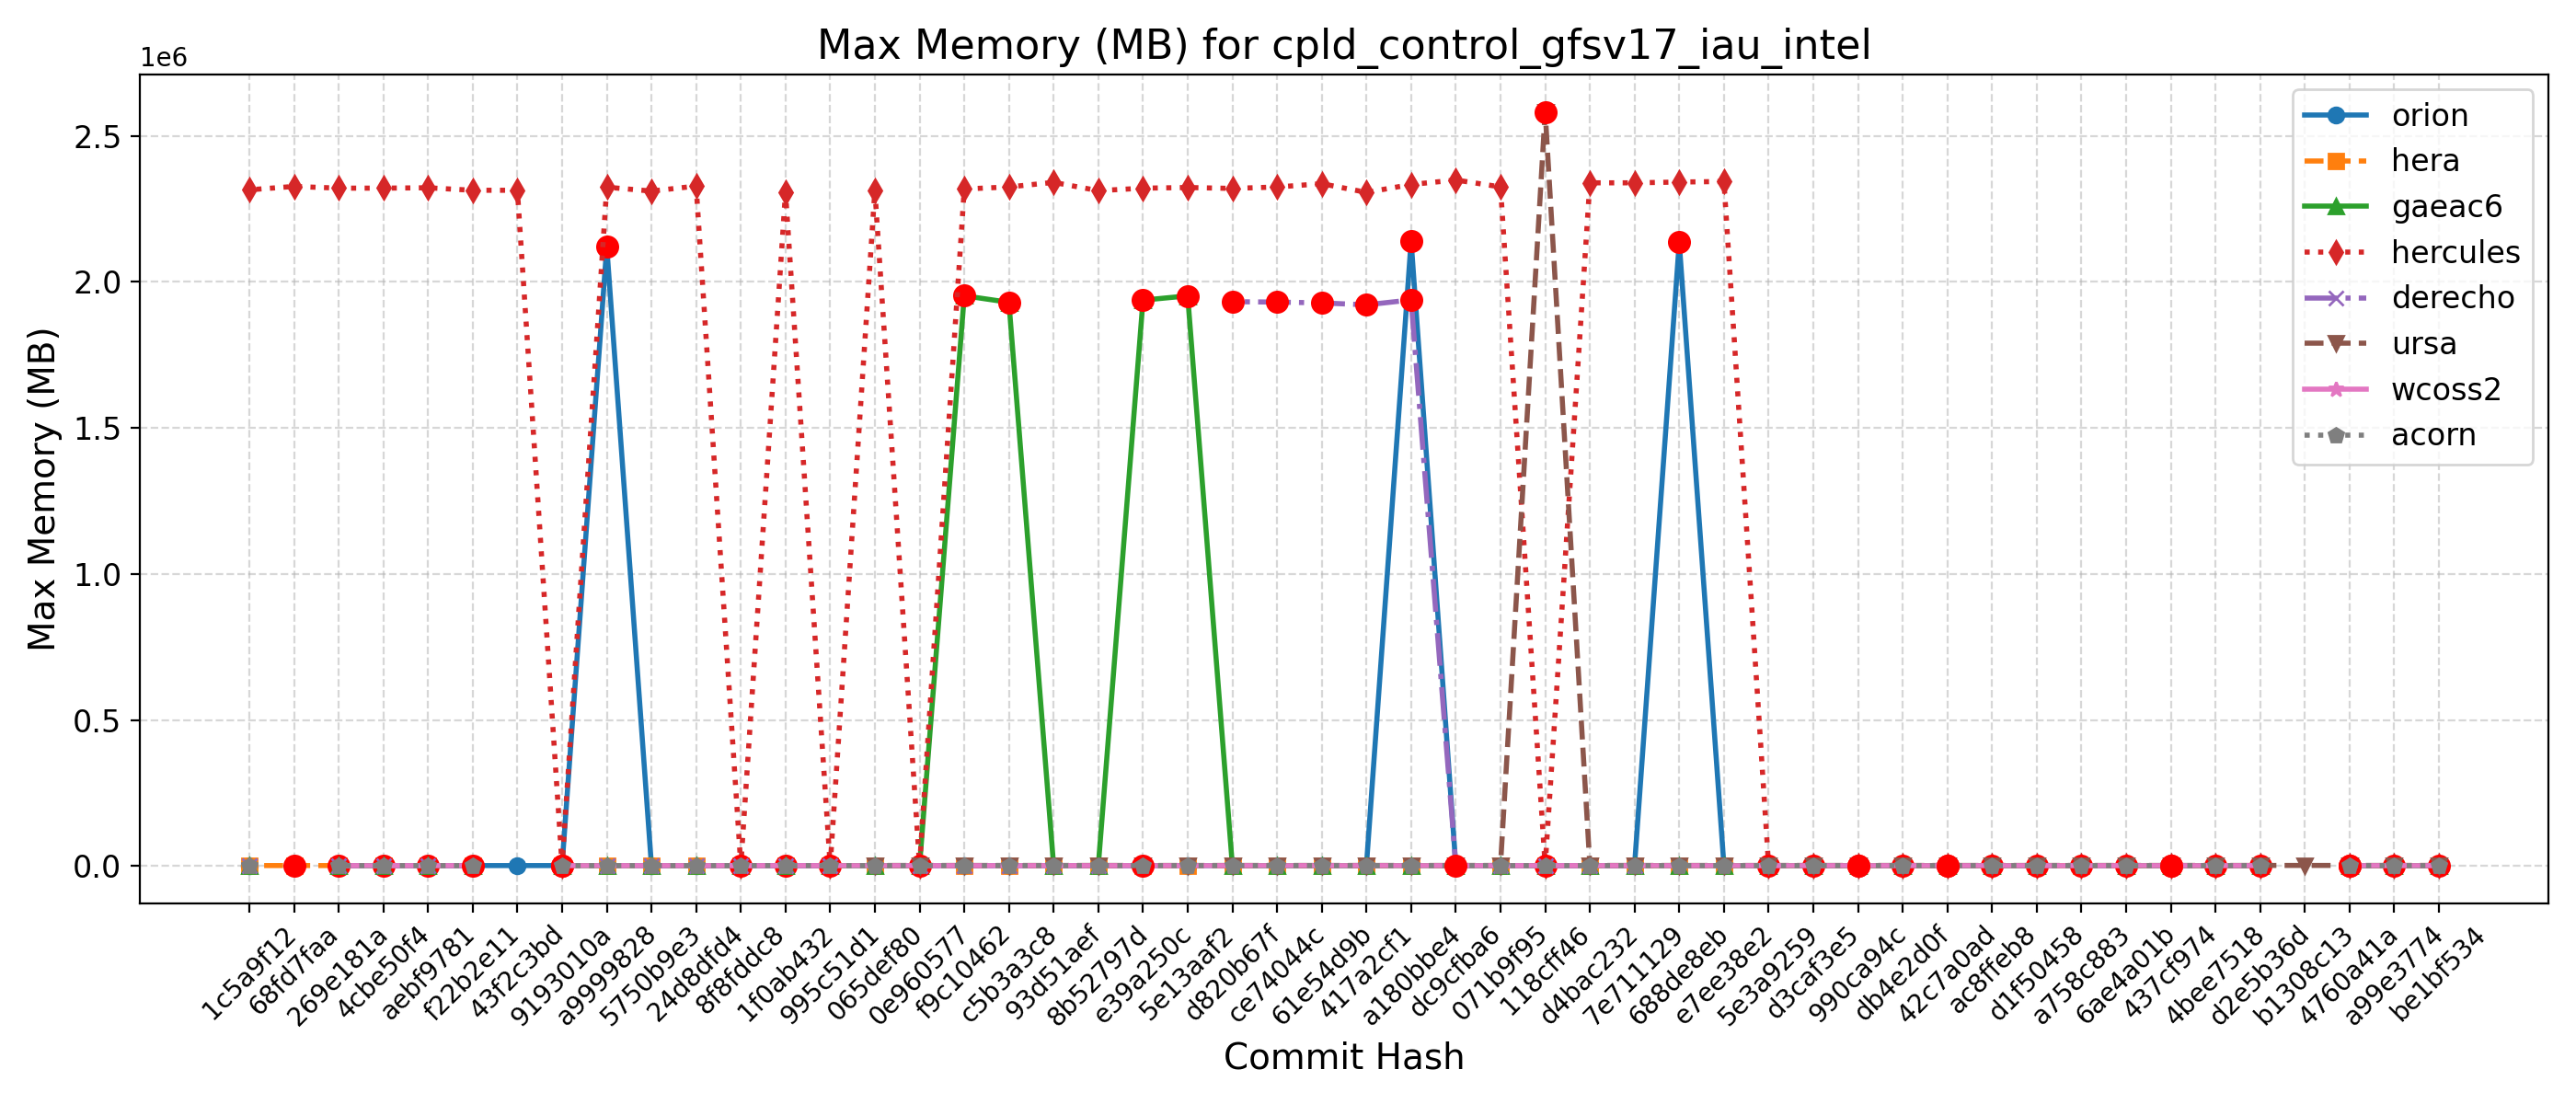 Max Memory (MB) for cpld_control_gfsv17_iau_intel
1e6
2.5
2.0
1.5
1.0
0.5
0.0
Max Memory (MB)
orion
hera
gaeac6
hercules
derecho
ursa
wcoss2
acorn
1c5a9f12
68fd7faa
269e181a
4cbe50f4
aebf9781
f22b2e11
43f2c3bd
9193010a
a9999828
5750b9e3
24d8dfd4
8f8fddc8
1f0ab432
995c51d1
065def80
0e960577
f9c10462
c5b3a3c8
93d51aef
8b52797d
e39a250c
5e13aaf2
d820b67f
ce74044c
61e54d9b
417a2cf1
a180bbe4
dc9cfba6
071b9f95
118cff46
d4bac232
7e711129
688de8eb
e7ee38e2
5e3a9259
d3caf3e5
990ca94c
db4e2d0f
42c7a0ad
ac8ffeb8
d1f50458
a758c883
6ae4a01b
437cf974
4bee7518
d2e5b36d
b1308c13
4760a41a
a99e3774
be1bf534
Commit Hash